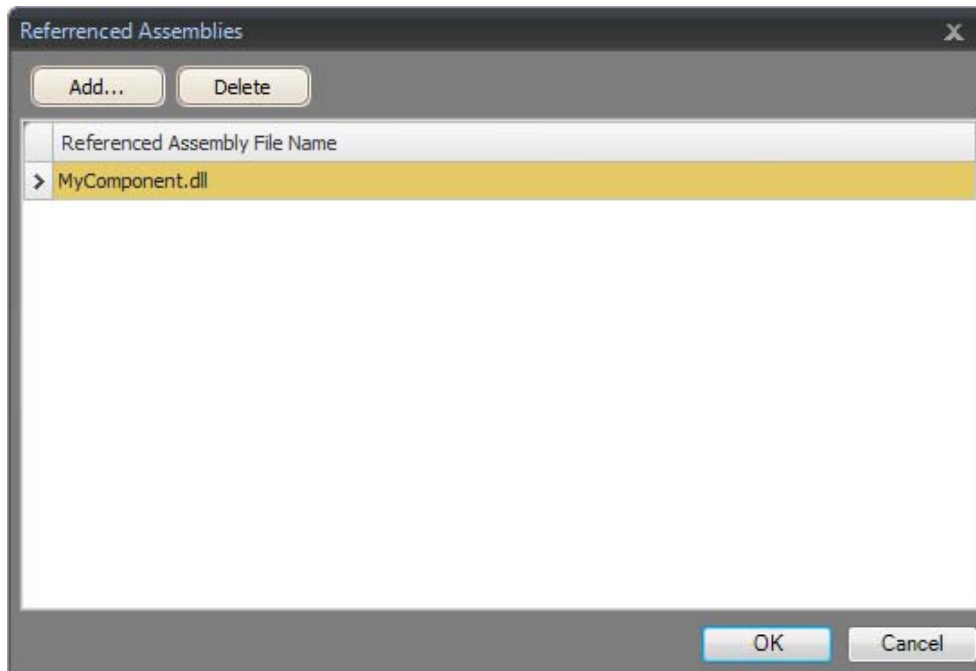 Referrenced Assemblies
Add... Delete
Referenced Assembly File Name
MyComponent.dll
OK Cancel